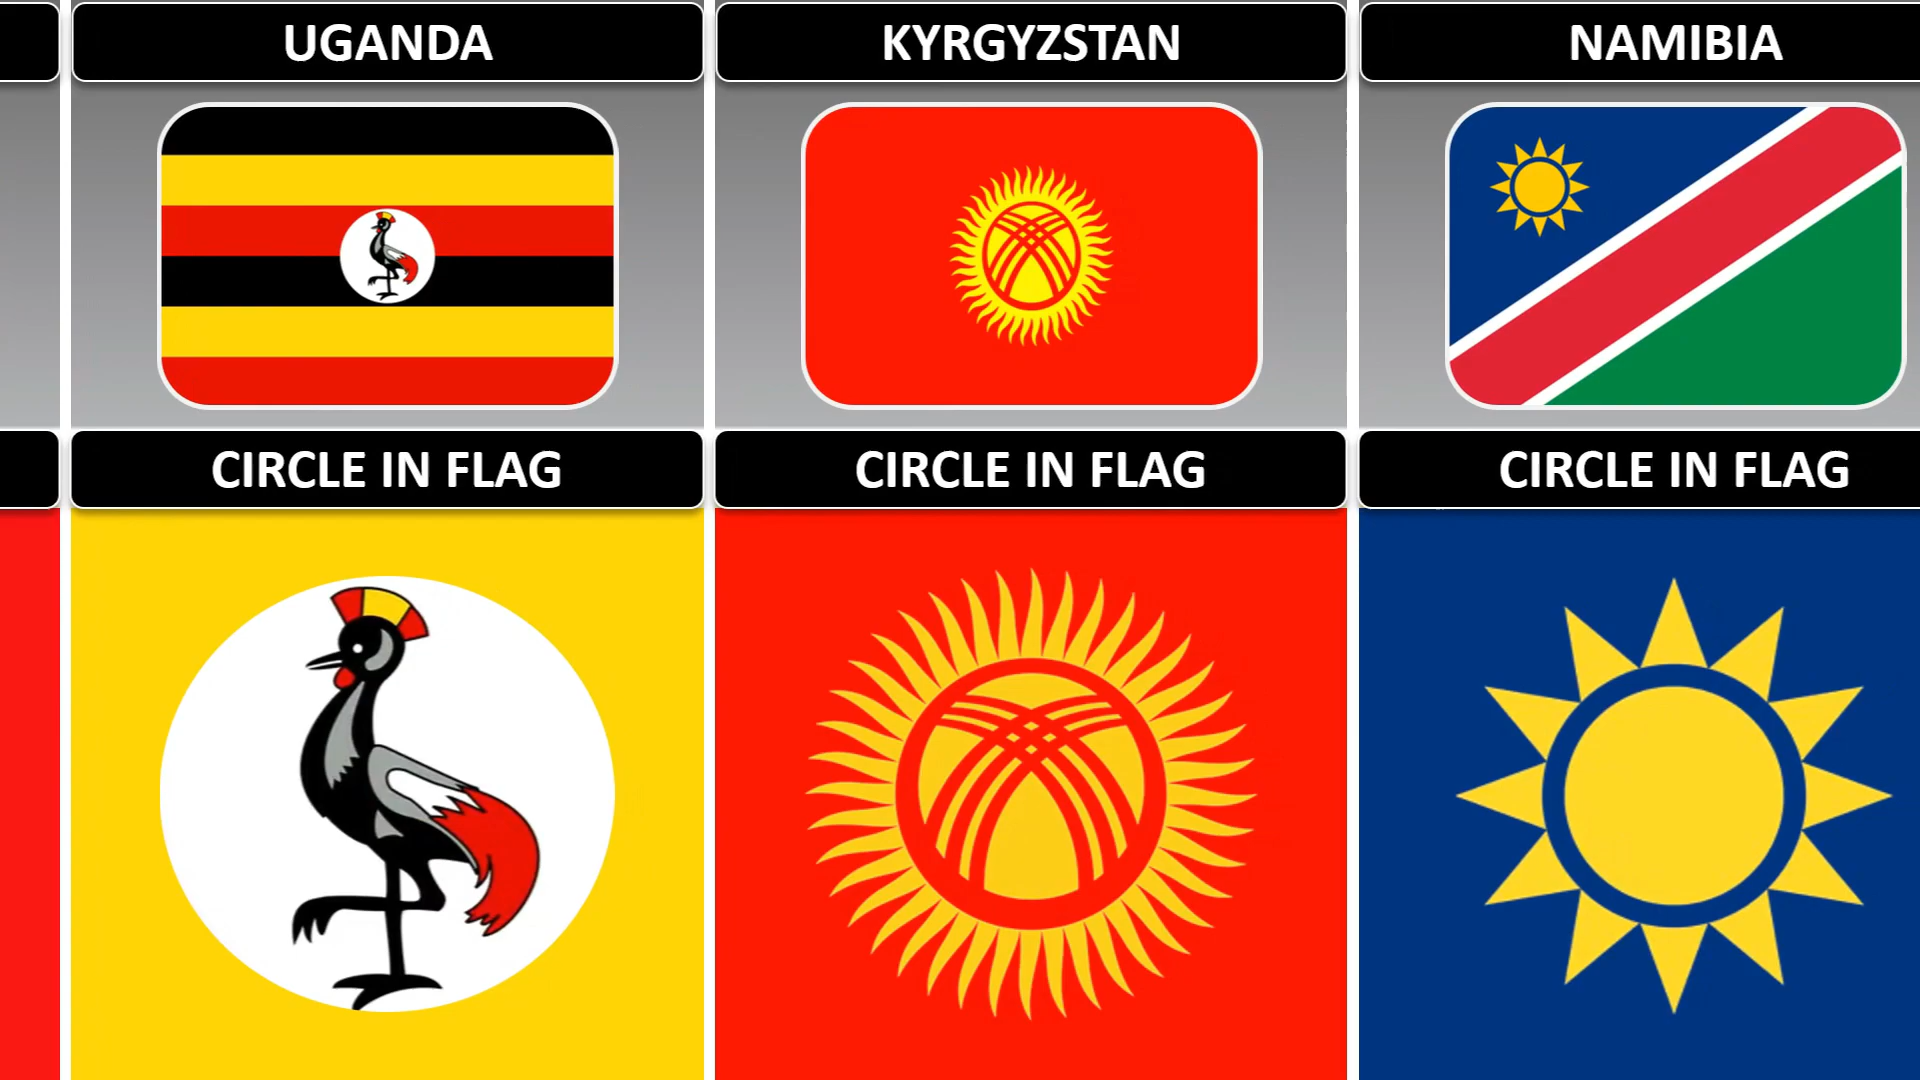 UGANDA
KYRGYZSTAN
NAMIBIA
CIRCLE IN FLAG
CIRCLE IN FLAG
CIRCLE IN FLAG